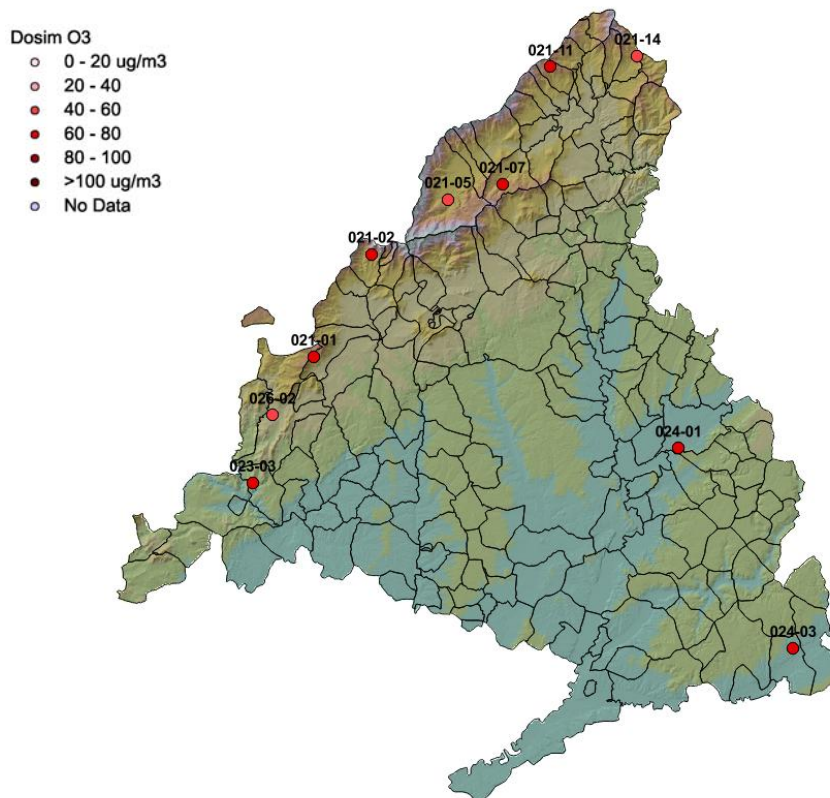 Dosim O3
0 - 20 ug/m3
20 - 40
40 - 60
60 - 80
80 - 100
>100 ug/m3
No Data
021-11
021-14
021-07
021-05
021-02
021-01
026-02
024-01
023-03
024-03